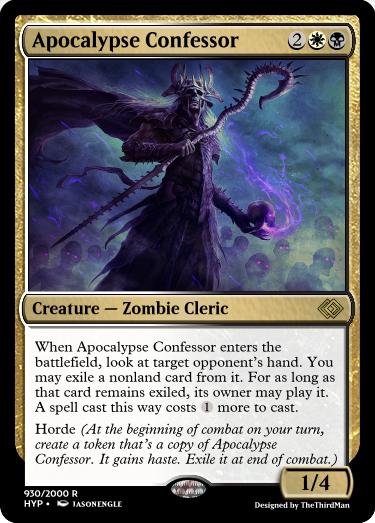 Apocalypse Confessor 2
Creature — Zombie Cleric
When Apocalypse Confessor enters the
battlefield, look at target opponent's hand. You
may exile a nonland card from it. For as long as
that card remains exiled, its owner may play it.
A spell cast this way costs 1 more to cast.
Horde (At the beginning of combat on your turn,
create a token that's a copy of Apocalypse
Confessor. It gains haste. Exile it at end of combat.)
1/4
930/2000 R
HYP • JASONENGLE
Designed by TheThirdMan